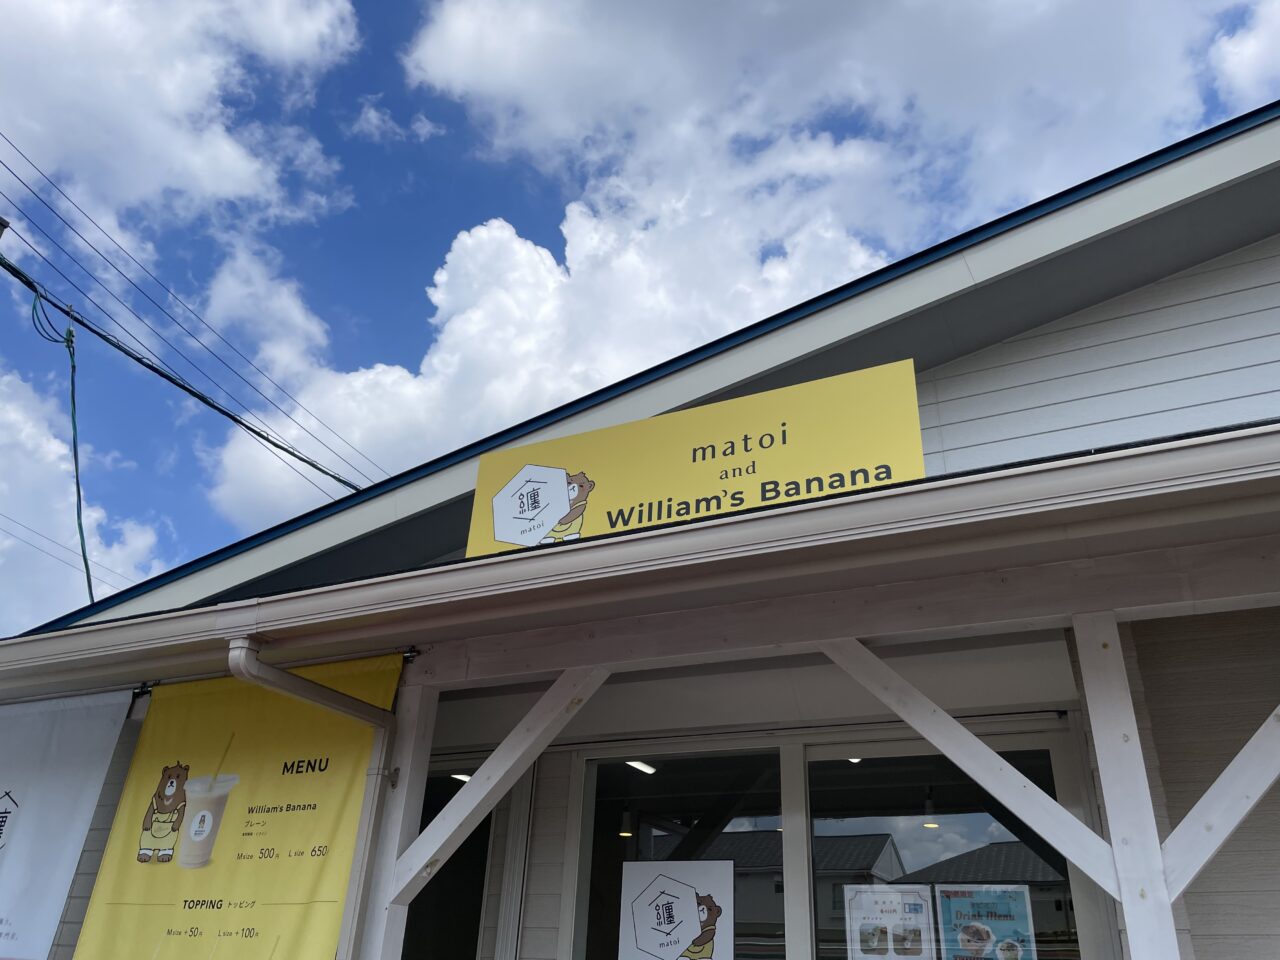 matoi
and
William's Banana
纏
matoi
MENU
William's Banana
プレーン
M size 500円 L size 650円
TOPPING トッピング
M size +50円 L size +100円
纏
matoi
Drink Menu